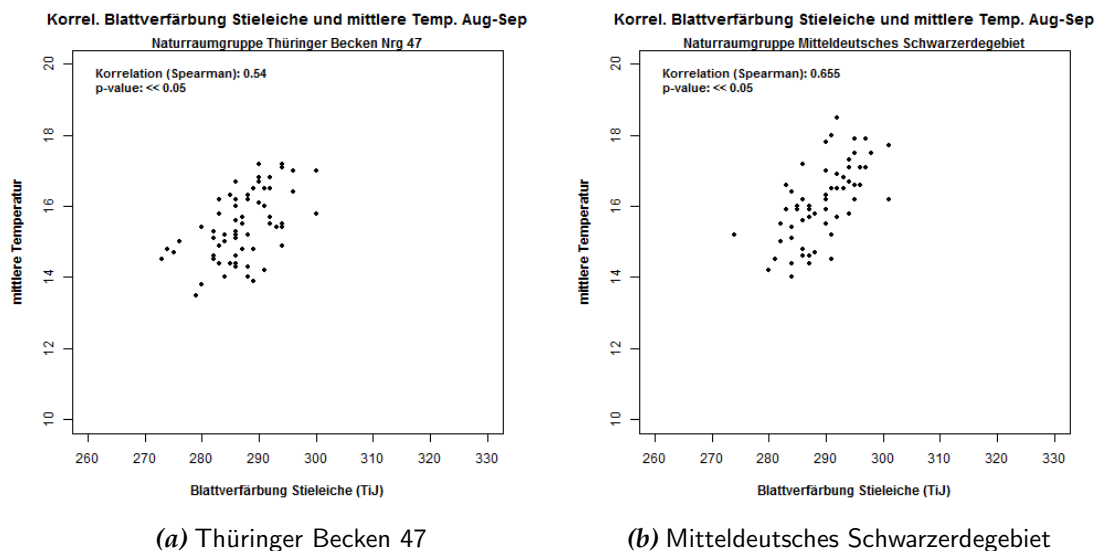 Korrel. Blattverfärbung Stieleiche und mittlere Temp. Aug-Sep
Naturraumgruppe Thüringer Becken Nrg 47
Korrelation (Spearman): 0.54
p-value: << 0.05
mittlere Temperatur
20
18
16
14
12
10
260 270 280 290 300 310 320 330
Blattverfärbung Stieleiche (TiJ)
(a) Thüringer Becken 47
Korrel. Blattverfärbung Stieleiche und mittlere Temp. Aug-Sep
Naturraumgruppe Mitteldeutsches Schwarzerdegebiet
Korrelation (Spearman): 0.655
p-value: << 0.05
mittlere Temperatur
20
18
16
14
12
10
260 270 280 290 300 310 320 330
Blattverfärbung Stieleiche (TiJ)
(b) Mitteldeutsches Schwarzerdegebiet